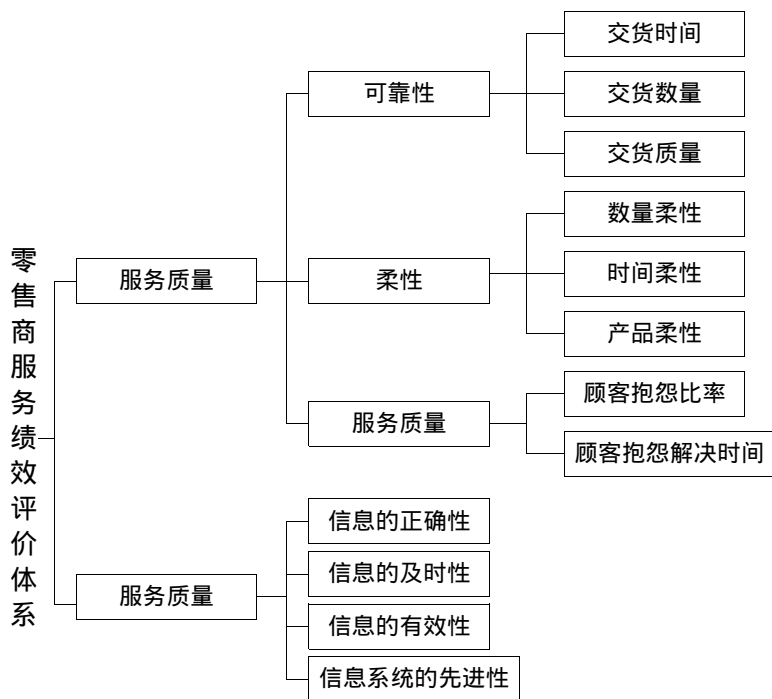 零售商服务绩效评价体系
服务质量
可靠性
交货时间
交货数量
交货质量
柔性
数量柔性
时间柔性
产品柔性
服务质量
顾客抱怨比率
顾客抱怨解决时间
服务质量
信息的正确性
信息的及时性
信息的有效性
信息系统的先进性